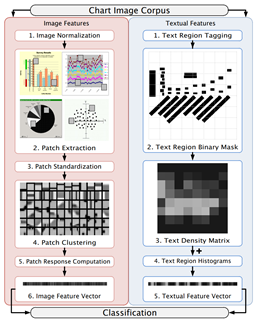 Chart Image Corpus
Image Features
1. Image Normalization
2. Patch Extraction
3. Patch Standardization
4. Patch Clustering
5. Patch Response Computation
6. Image Feature Vector
Textual Features
1. Text Region Tagging
2. Text Region Binary Mask
3. Text Density Matrix
+
4. Text Region Histograms
5. Textual Feature Vector
Classification